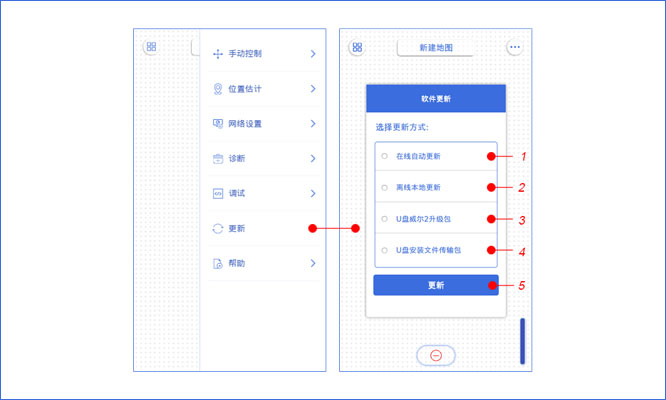 手动控制
位置估计
网络设置
诊断
调试
更新
帮助
新建地图
软件更新
选择更新方式:
在线自动更新 1
离线本地更新 2
U盘威尔2升级包 3
U盘安装文件传输包 4
更新 5